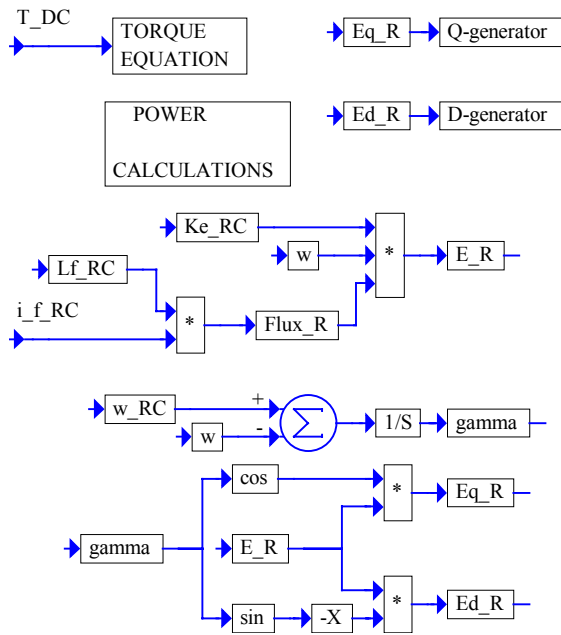 T_DC
TORQUE
EQUATION
Eq_R
Q-generator
POWER
CALCULATIONS
Ed_R
D-generator
Ke_RC
w
*
E_R
Lf_RC
i_f_RC
*
Flux_R
w_RC
+
w
-
Σ
1/S
gamma
cos
*
Eq_R
gamma
E_R
sin
-X
*
Ed_R